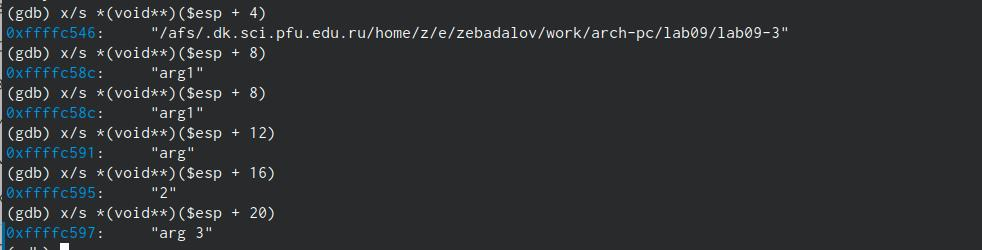 (gdb) x/s *(void**)($esp + 4)
0xffffc546: "/afs/.dk.sci.pfu.edu.ru/home/z/e/zebadalov/work/arch-pc/lab09/lab09-3"
(gdb) x/s *(void**)($esp + 8)
0xffffc58c: "arg1"
(gdb) x/s *(void**)($esp + 8)
0xffffc58c: "arg1"
(gdb) x/s *(void**)($esp + 12)
0xffffc591: "arg"
(gdb) x/s *(void**)($esp + 16)
0xffffc595: "2"
(gdb) x/s *(void**)($esp + 20)
0xffffc597: "arg 3"